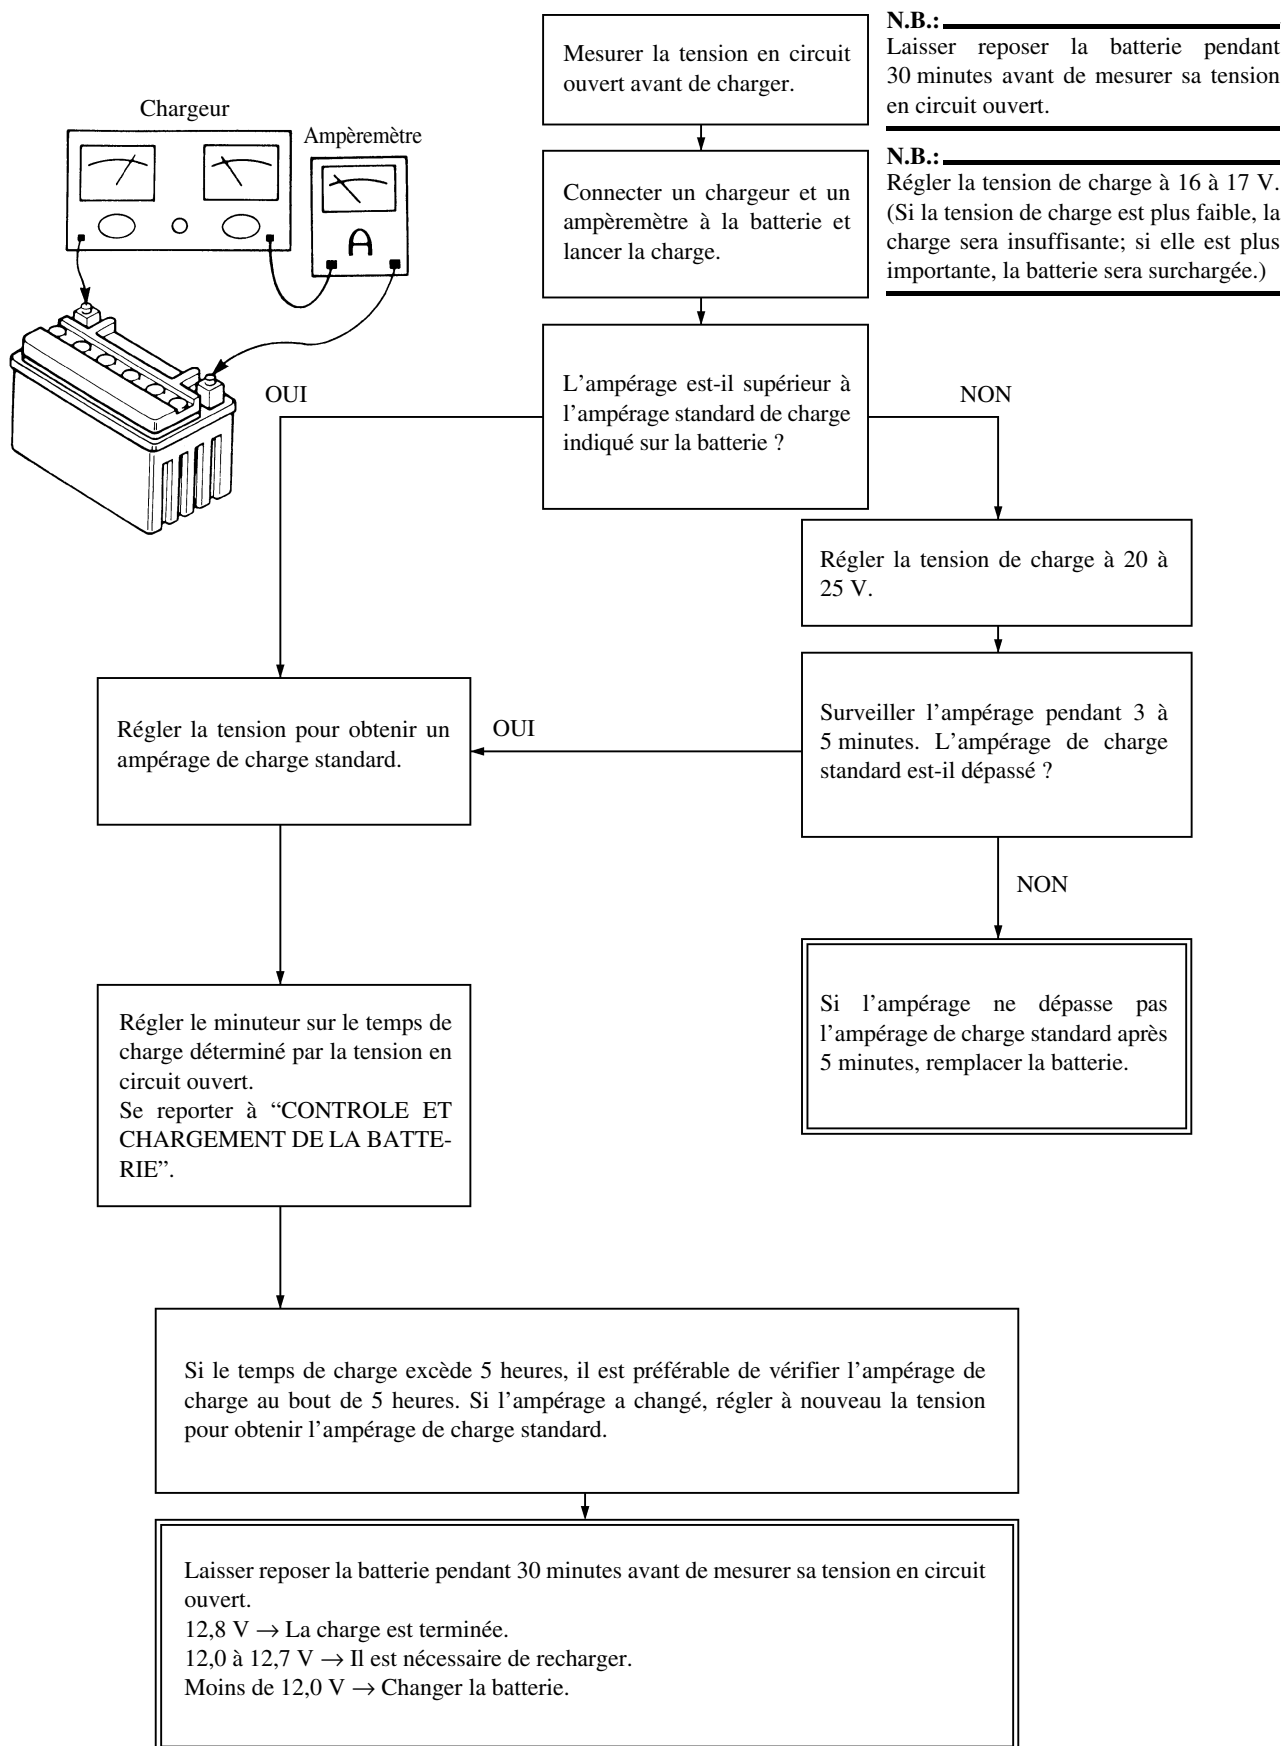 Mesurer la tension en circuit
ouvert avant de charger.
N.B.:
Laisser reposer la batterie pendant
30 minutes avant de mesurer sa tension
en circuit ouvert.
Chargeur
Ampèremètre
A
Connecter un chargeur et un
ampèremètre à la batterie et
lancer la charge.
N.B.:
Régler la tension de charge à 16 à 17 V.
(Si la tension de charge est plus faible, la
charge sera insuffisante; si elle est plus
importante, la batterie sera surchargée.)
L’ampérage est-il supérieur à
l’ampérage standard de charge
indiqué sur la batterie ?
OUI
NON
Régler la tension de charge à 20 à
25 V.
Surveiller l’ampérage pendant 3 à
5 minutes. L’ampérage de charge
standard est-il dépassé ?
OUI
Régler la tension pour obtenir un
ampérage de charge standard.
NON
Si l’ampérage ne dépasse pas
l’ampérage de charge standard après
5 minutes, remplacer la batterie.
Régler le minuteur sur le temps de
charge déterminé par la tension en
circuit ouvert.
Se reporter à “CONTROLE ET
CHARGEMENT DE LA BATTE-
RIE”.
Si le temps de charge excède 5 heures, il est préférable de vérifier l’ampérage de
charge au bout de 5 heures. Si l’ampérage a changé, régler à nouveau la tension
pour obtenir l’ampérage de charge standard.
Laisser reposer la batterie pendant 30 minutes avant de mesurer sa tension en circuit
ouvert.
12,8 V → La charge est terminée.
12,0 à 12,7 V → Il est nécessaire de recharger.
Moins de 12,0 V → Changer la batterie.